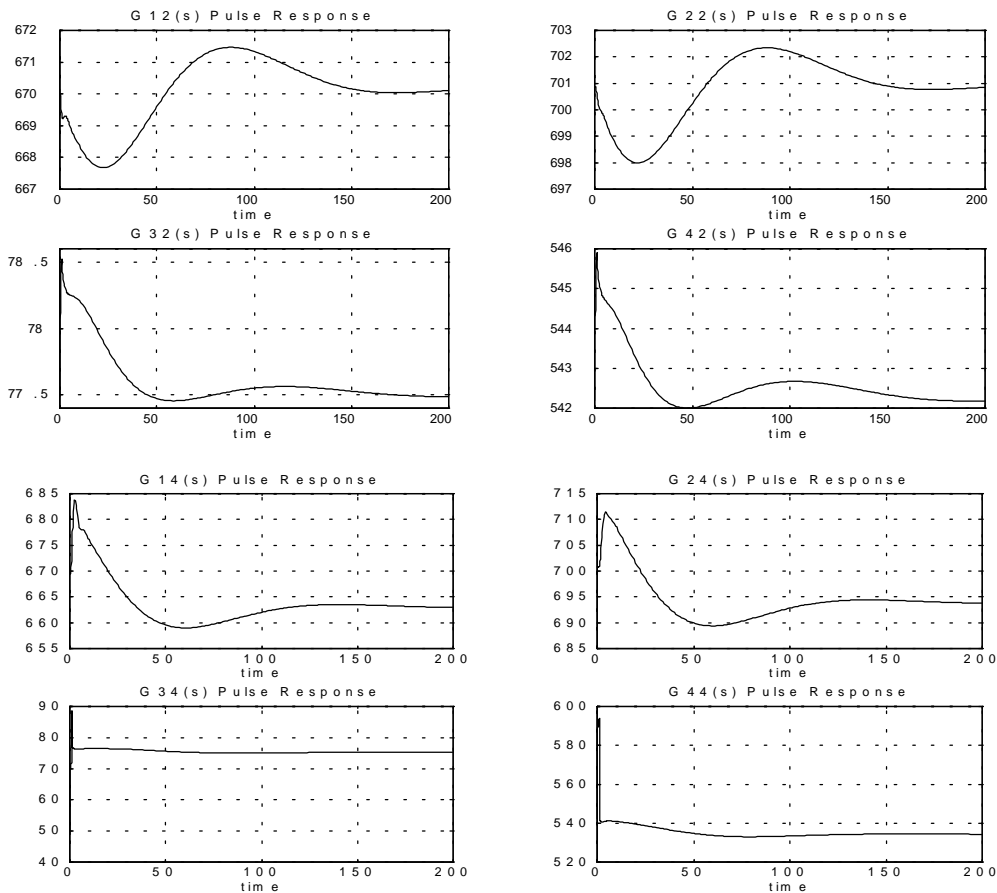 G 12(s) Pulse Response
672
671
670
669
668
667
0 50 100 150 200
time
G 22(s) Pulse Response
703
702
701
700
699
698
697
0 50 100 150 200
time
G 32(s) Pulse Response
78 .5
78
77 .5
0 50 100 150 200
time
G 42(s) Pulse Response
546
545
544
543
542
0 50 100 150 200
time
G 14(s) Pulse Response
685
680
675
670
665
660
655
0 50 100 150 200
time
G 24(s) Pulse Response
715
710
705
700
695
690
685
0 50 100 150 200
time
G 34(s) Pulse Response
90
80
70
60
50
40
0 50 100 150 200
time
G 44(s) Pulse Response
600
580
560
540
520
0 50 100 150 200
time